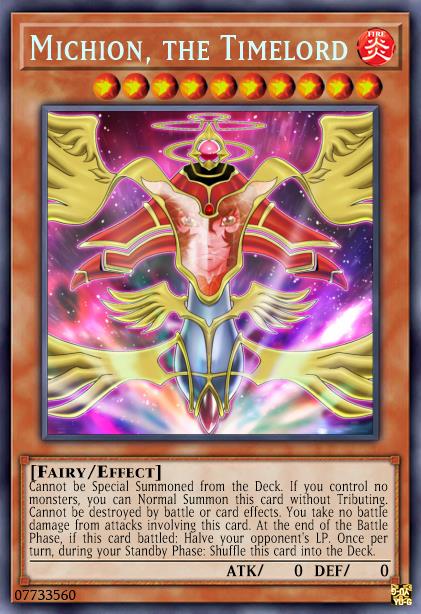 Michion, the Timelord
FIRE
炎
[Fairy/Effect]
Cannot be Special Summoned from the Deck. If you control no
monsters, you can Normal Summon this card without Tributing.
Cannot be destroyed by battle or card effects. You take no battle
damage from attacks involving this card. At the end of the Battle
Phase, if this card battled: Halve your opponent's LP. Once per
turn, during your Standby Phase: Shuffle this card into the Deck.
ATK/ 0 DEF/ 0
07733560